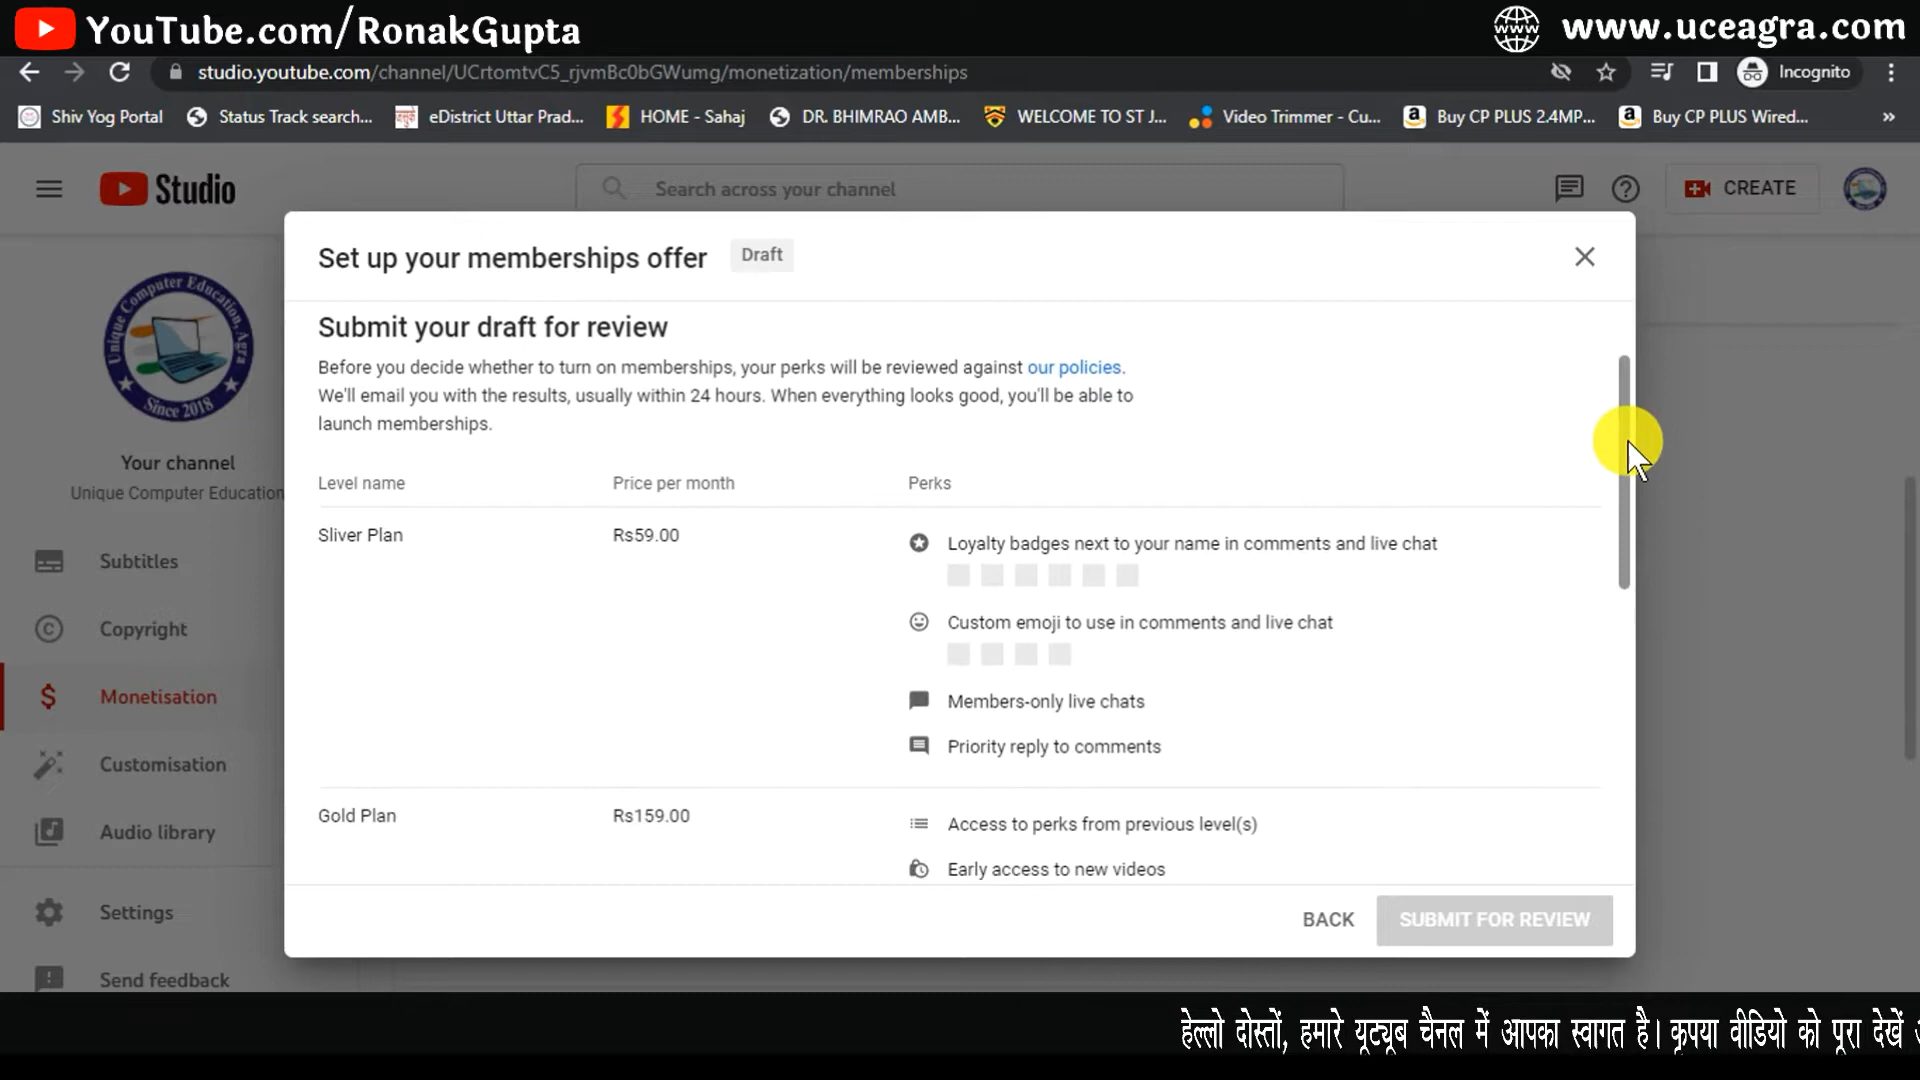 YouTube.com/RonakGupta
www.uceagra.com
studio.youtube.com/channel/UCrtomtvC5_rjvmBc0bGWumg/monetization/memberships
Incognito
Shiv Yog Portal
Status Track search...
eDistrict Uttar Prad...
HOME - Sahaj
DR. BHIMRAO AMB...
WELCOME TO ST J...
Video Trimmer - Cu...
Buy CP PLUS 2.4MP...
Buy CP PLUS Wired...
Studio
Search across your channel
CREATE
Unique Computer Education, Agra
Since 2018
Your channel
Unique Computer Education
Subtitles
Copyright
Monetisation
Customisation
Audio library
Settings
Send feedback
Set up your memberships offer
Draft
Submit your draft for review
Before you decide whether to turn on memberships, your perks will be reviewed against our policies.
We'll email you with the results, usually within 24 hours. When everything looks good, you'll be able to
launch memberships.
Level name
Price per month
Perks
Sliver Plan
Rs59.00
Loyalty badges next to your name in comments and live chat
Custom emoji to use in comments and live chat
Members-only live chats
Priority reply to comments
Gold Plan
Rs159.00
Access to perks from previous level(s)
Early access to new videos
BACK
SUBMIT FOR REVIEW
हेल्लो दोस्तों, हमारे यूट्यूब चैनल में आपका स्वागत है। कृपया वीडियो को पूरा देखें